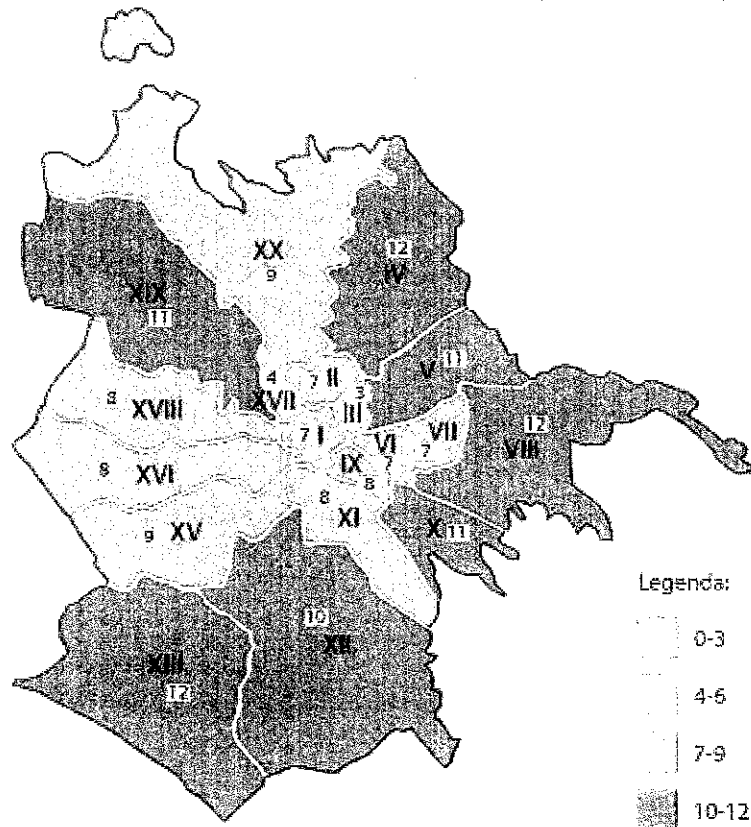 12
IV
XX
9
XIX
11
11
V
4
7 II
3
XVII
III
8
XVIII
12
VIII
VII
7 I
VI
7
7
IX
8
8
XVI
8
XI
X 11
9 XV
10
XII
XIII
12
Legenda:
0-3
4-6
7-9
10-12